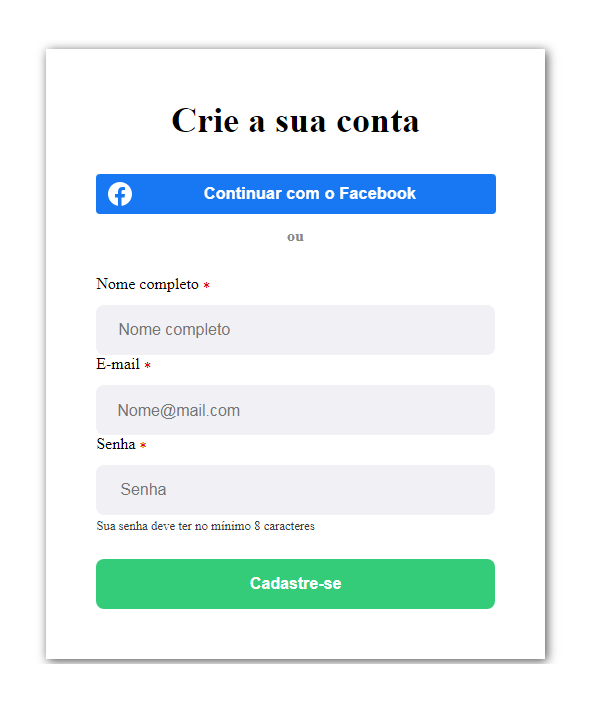 Crie a sua conta
Continuar com o Facebook
ou
Nome completo *
Nome completo
E-mail *
Nome@mail.com
Senha *
Senha
Sua senha deve ter no mínimo 8 caracteres
Cadastre-se